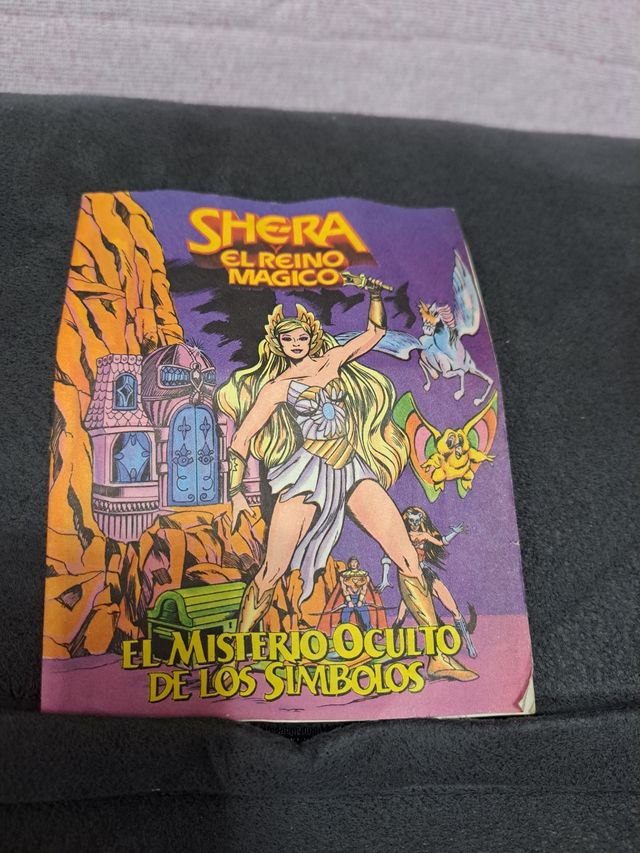 SHE-RA
EL REINO
MAGICO
EL MISTERIO OCULTO
DE LOS SIMBOLOS